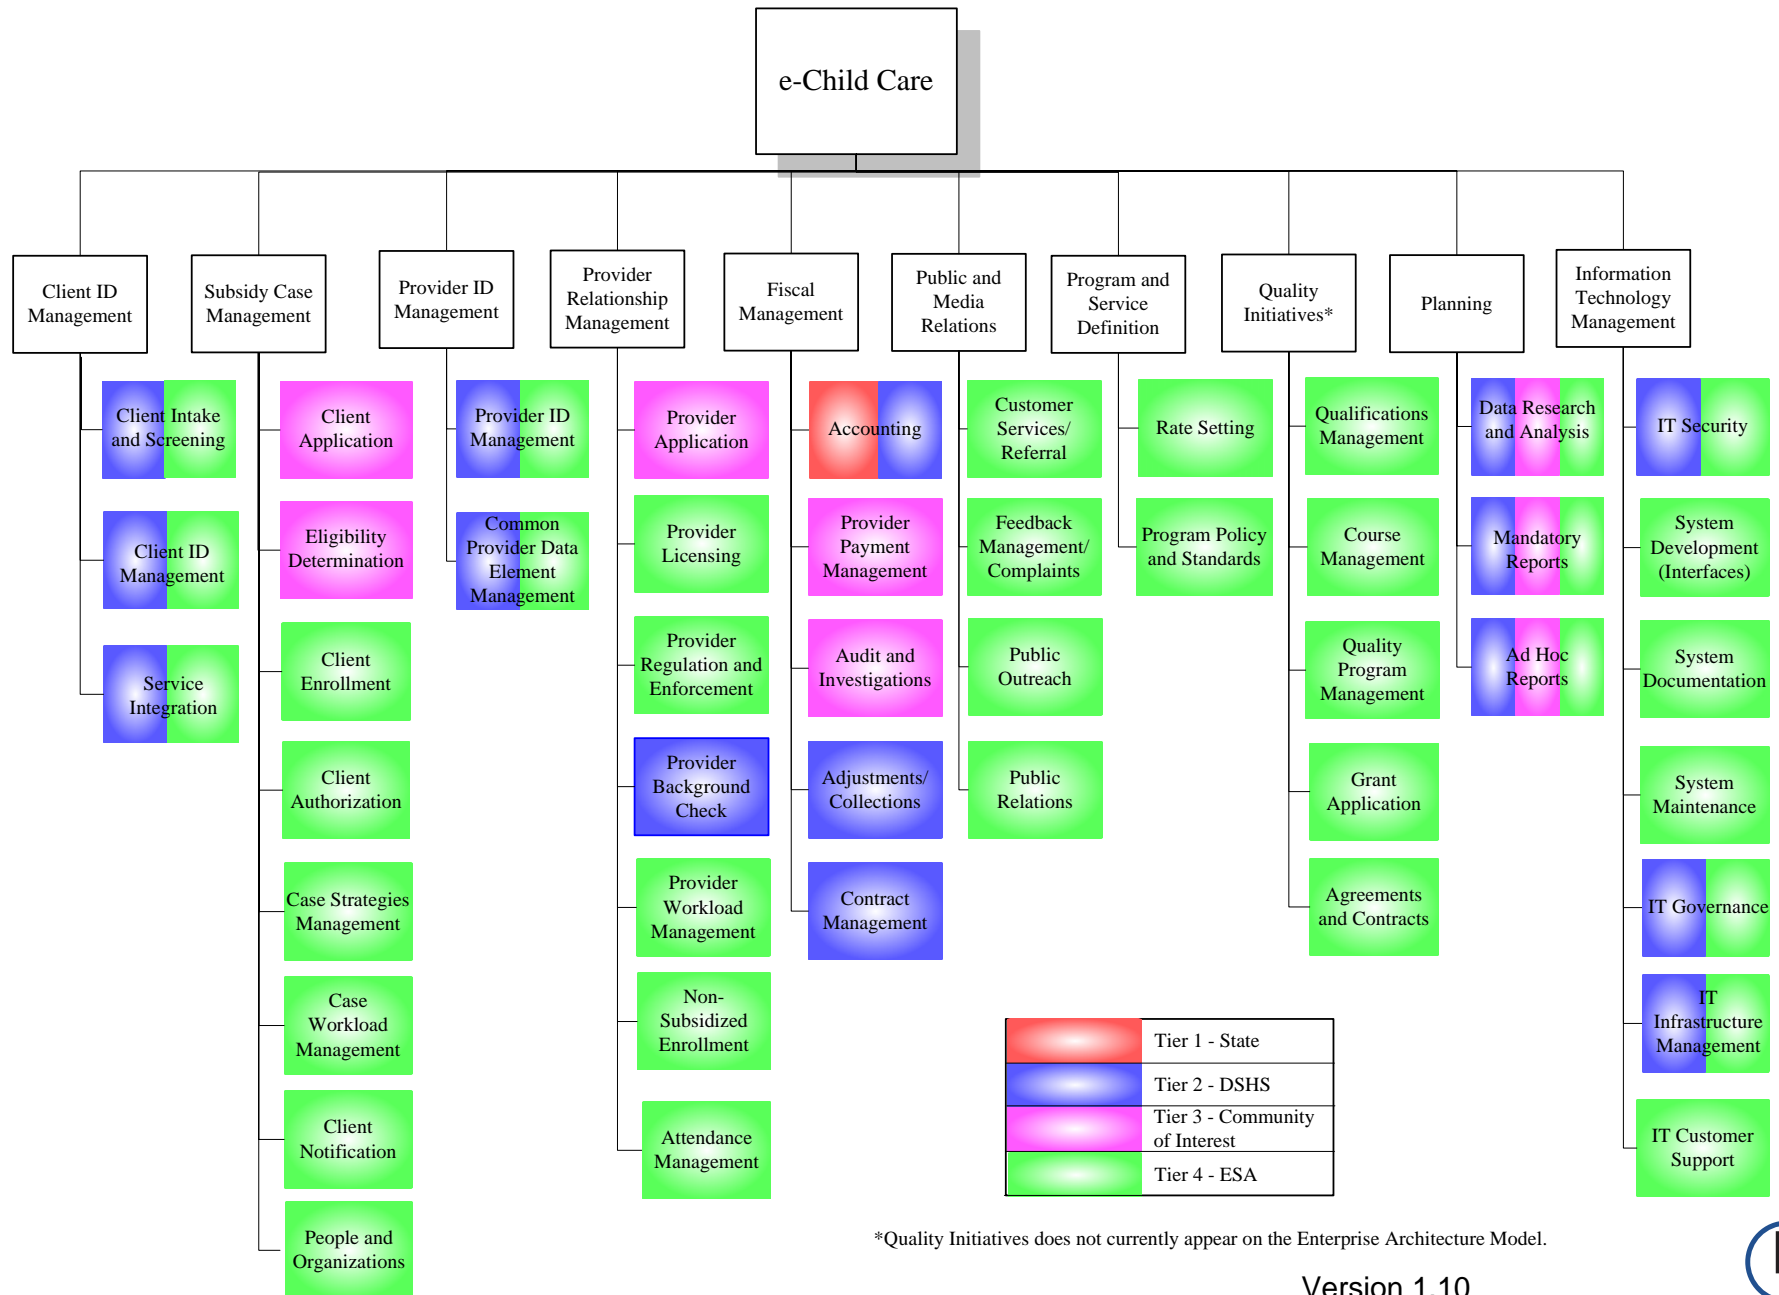 e-Child Care
Client ID
Management
Subsidy Case
Management
Provider ID
Management
Provider
Relationship
Management
Fiscal
Management
Public and
Media
Relations
Program and
Service
Definition
Quality
Initiatives*
Planning
Information
Technology
Management
Client Intake
and Screening
Client ID
Management
Service
Integration
Client
Application
Eligibility
Determination
Client
Enrollment
Client
Authorization
Case Strategies
Management
Case
Workload
Management
Client
Notification
People and
Organizations
Provider ID
Management
Common
Provider Data
Element
Management
Provider
Application
Provider
Licensing
Provider
Regulation and
Enforcement
Provider
Background
Check
Provider
Workload
Management
Non-
Subsidized
Enrollment
Attendance
Management
Accounting
Provider
Payment
Management
Audit and
Investigations
Adjustments/
Collections
Contract
Management
Customer
Services/
Referral
Feedback
Management/
Complaints
Public
Outreach
Public
Relations
Rate Setting
Program Policy
and Standards
Qualifications
Management
Course
Management
Quality
Program
Management
Grant
Application
Agreements
and Contracts
Data Research
and Analysis
Mandatory
Reports
Ad Hoc
Reports
IT Security
System
Development
(Interfaces)
System
Documentation
System
Maintenance
IT Governance
IT
Infrastructure
Management
IT Customer
Support
Tier 1 - State
Tier 2 - DSHS
Tier 3 - Community
of Interest
Tier 4 - ESA
*Quality Initiatives does not currently appear on the Enterprise Architecture Model.
Version 1.10